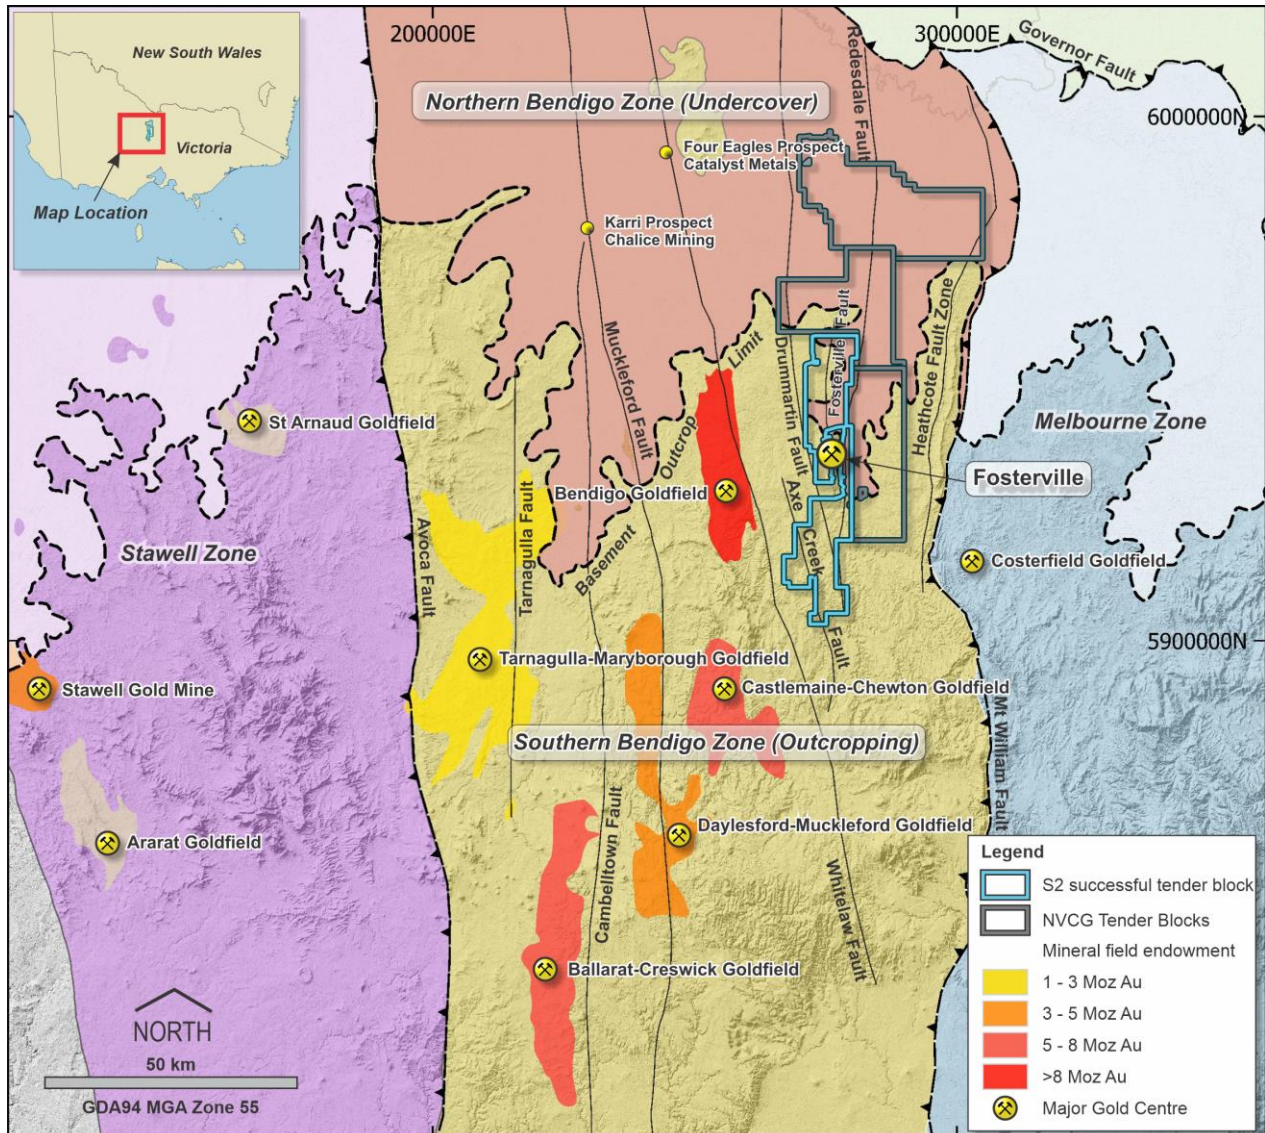 New South Wales
Victoria
Map Location
200000E
300000E
6000000N
5900000N
Governor Fault
Redesdale Fault
Northern Bendigo Zone (Undercover)
Four Eagles Prospect
Catalyst Metals
Karri Prospect
Chalice Mining
Muckleford Fault
Basement
Outcrop
Limit
Drummartin Fault
Fosterville Fault
Heathcote Fault Zone
Melbourne Zone
St Arnaud Goldfield
Fosterville
Bendigo Goldfield
Axe
Creek
Fault
Costerfield Goldfield
Stawell Zone
Avoca Fault
Tarnagulla Fault
Tarnagulla-Maryborough Goldfield
Stawell Gold Mine
Castlemaine-Chewton Goldfield
Southern Bendigo Zone (Outcropping)
Mt William Fault
Ararat Goldfield
Daylesford-Muckleford Goldfield
Cambelltown Fault
Whitelaw Fault
Ballarat-Creswick Goldfield
NORTH
50 km
GDA94 MGA Zone 55
Legend
S2 successful tender block
NVCG Tender Blocks
Mineral field endowment
1 - 3 Moz Au
3 - 5 Moz Au
5 - 8 Moz Au
>8 Moz Au
Major Gold Centre